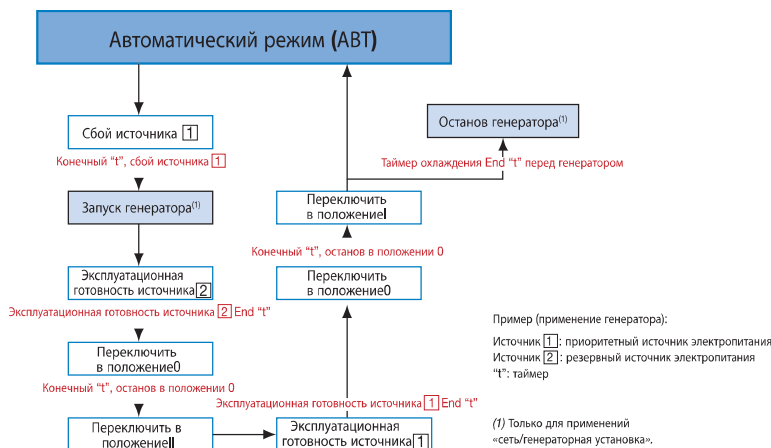 Автоматический режим (АВТ)
Сбой источника 1
Конечный “t”, сбой источника 1
Запуск генератора(1)
Эксплуатационная
готовность источника 2
Эксплуатационная готовность источника 2 End “t”
Переключить
в положение0
Конечный “t”, останов в положении 0
Переключить в
положениеII
Эксплуатационная
готовность источника 1
Эксплуатационная готовность источника 1 End “t”
Переключить
в положение0
Конечный “t”, останов в положении 0
Переключить
в положениеI
Таймер охлаждения End “t” перед генератором
Останов генератора(1)
Пример (применение генератора):
Источник 1 : приоритетный источник электропитания
Источник 2 : резервный источник электропитания
“t”: таймер
(1) Только для применений
«сеть/генераторная установка».